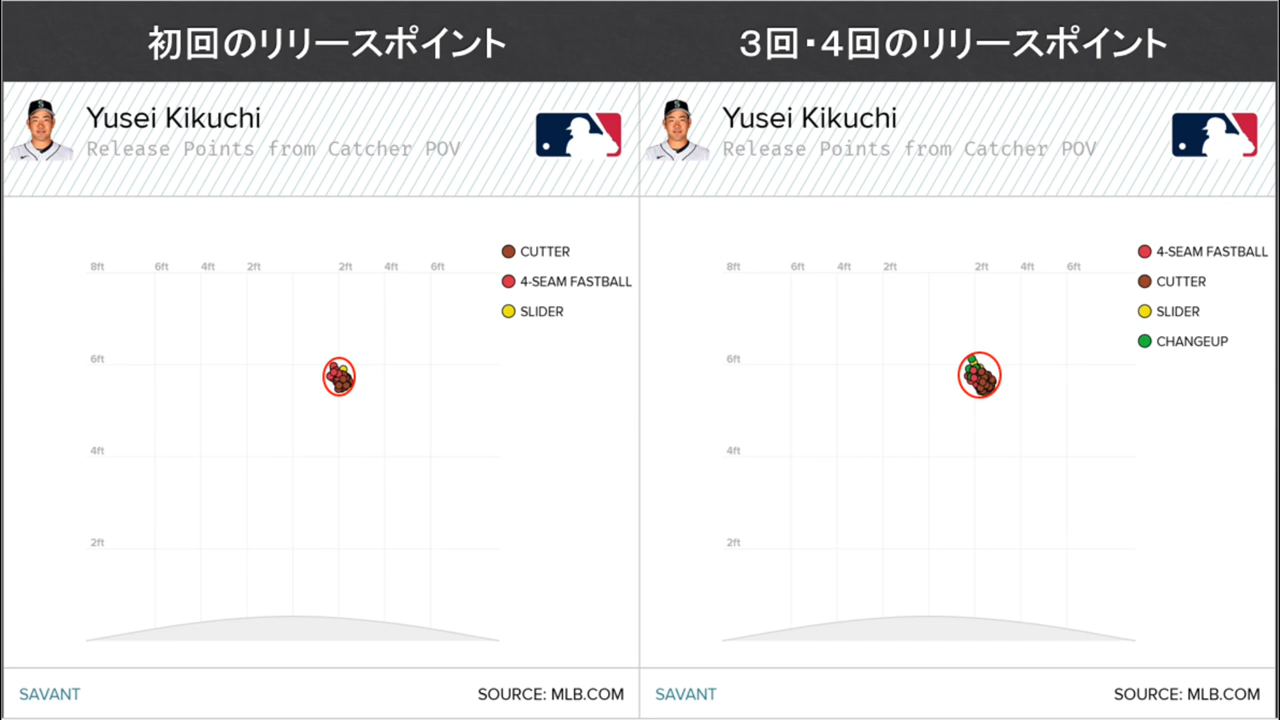 初回のリリースポイント
Yusei Kikuchi
Release Points from Catcher POV
CUTTER
4-SEAM FASTBALL
SLIDER
8ft 6ft 4ft 2ft 2ft 4ft 6ft
6ft
4ft
2ft
SAVANT
SOURCE: MLB.COM
3回・4回のリリースポイント
Yusei Kikuchi
Release Points from Catcher POV
4-SEAM FASTBALL
CUTTER
SLIDER
CHANGEUP
8ft 6ft 4ft 2ft 2ft 4ft 6ft
6ft
4ft
2ft
SAVANT
SOURCE: MLB.COM